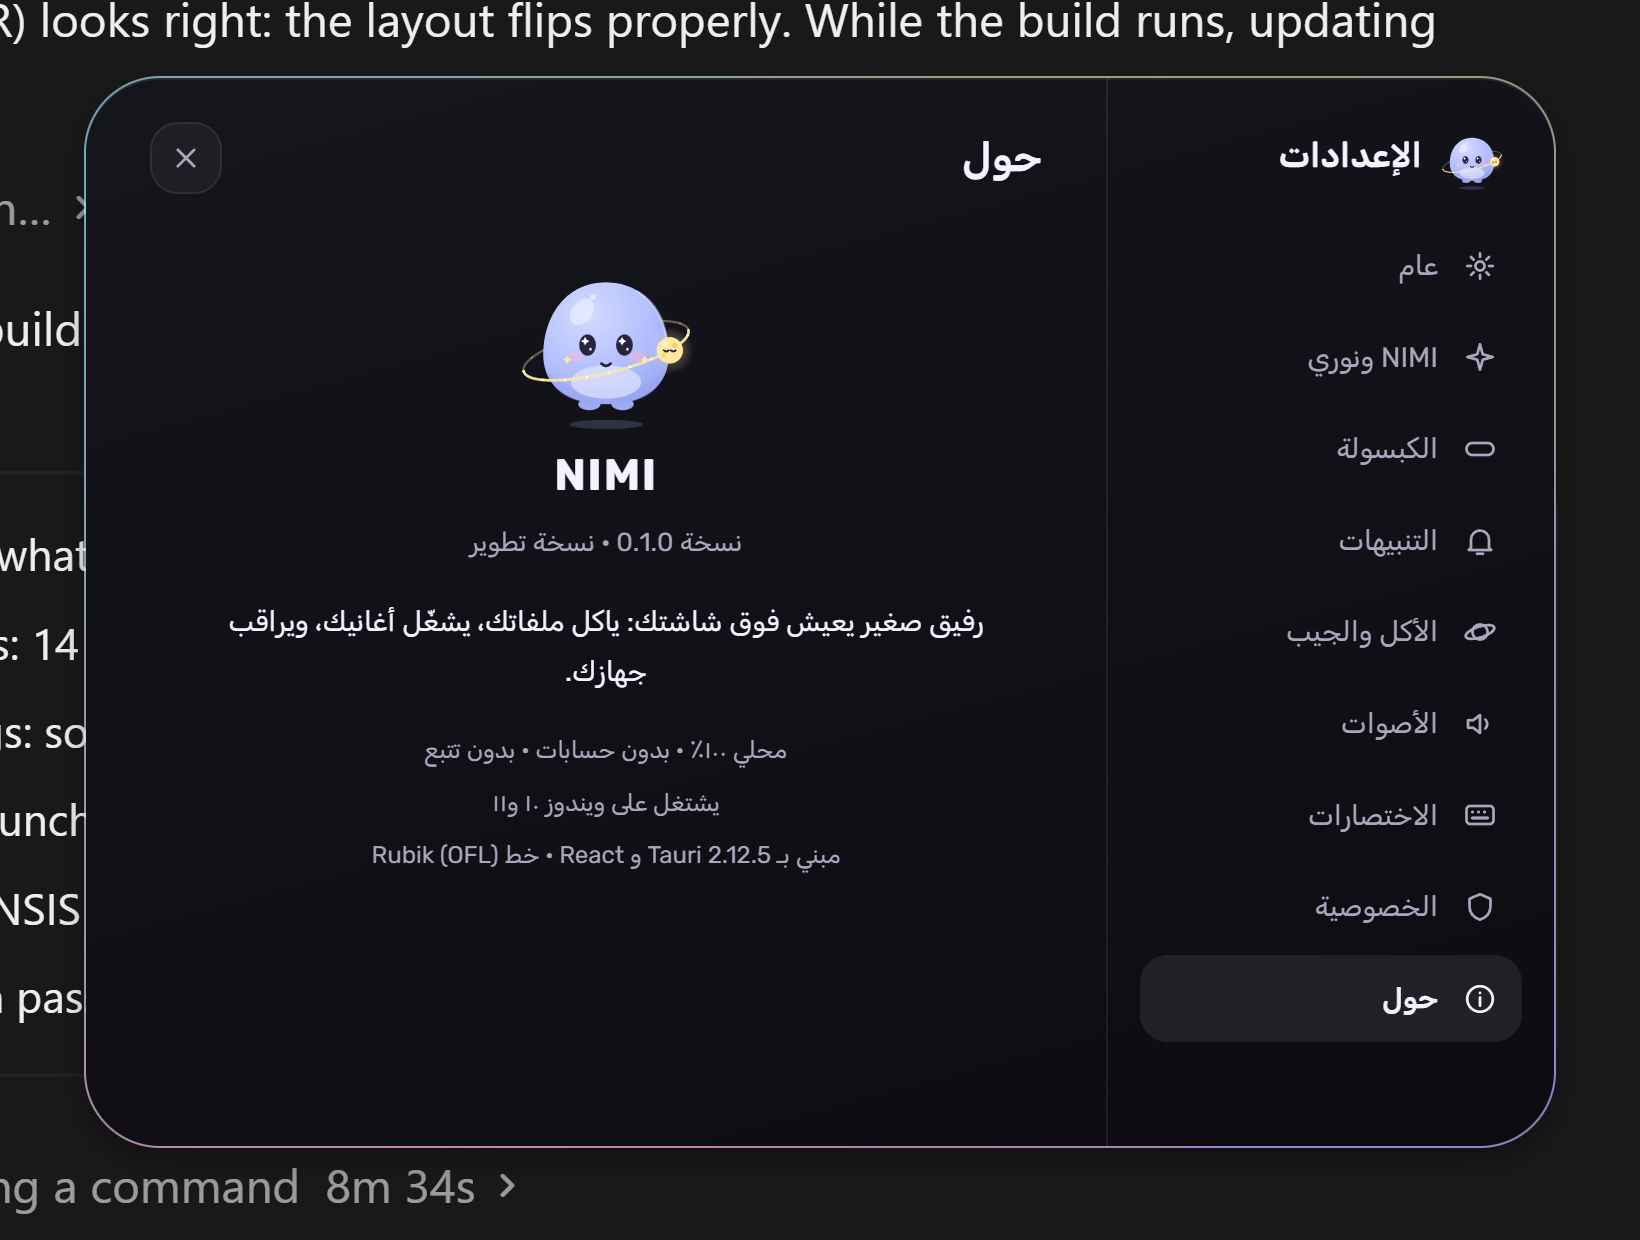 R) looks right: the layout flips properly. While the build runs, updating
الإعدادات
عام
NIMI ونوري
الكبسولة
التنبيهات
الأكل والجيب
الأصوات
الاختصارات
الخصوصية
حول
حول
NIMI
نسخة 0.1.0 • نسخة تطوير
رفيق صغير يعيش فوق شاشتك: ياكل ملفاتك، يشغّل أغانيك، ويراقب
جهازك.
محلي ١٠٠٪ • بدون حسابات • بدون تتبع
يشتغل على ويندوز ١٠ و١١
مبني بـ Tauri 2.12.5 و React • خط Rubik (OFL)
n...
build
what
s: 14
gs: so
unch
NSIS
pas
ng a command 8m 34s